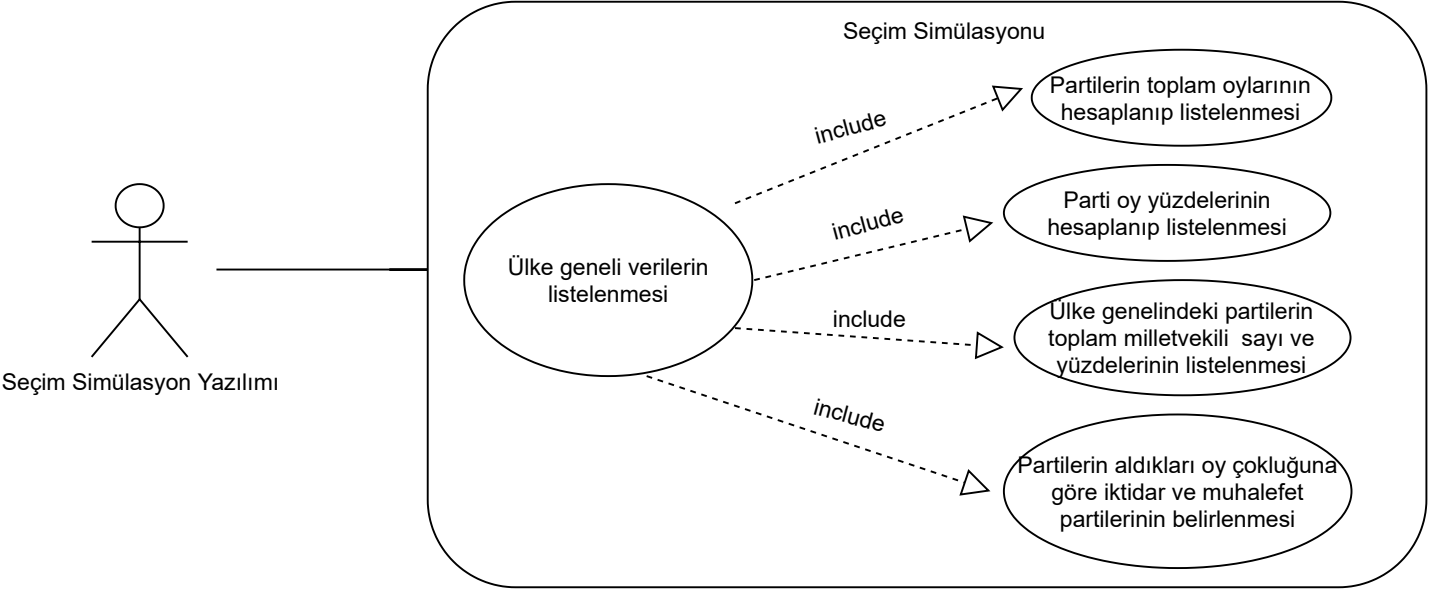 Seçim Simülasyonu
Partilerin toplam oylarının
hesaplanıp listelenmesi
include
Parti oy yüzdelerinin
hesaplanıp listelenmesi
include
Ülke geneli verilerin
listelenmesi
include
Ülke genelindeki partilerin
toplam milletvekili sayı ve
yüzdelerinin listelenmesi
Seçim Simülasyon Yazılımı
include
Partilerin aldıkları oy çokluğuna
göre iktidar ve muhalefet
partilerinin belirlenmesi